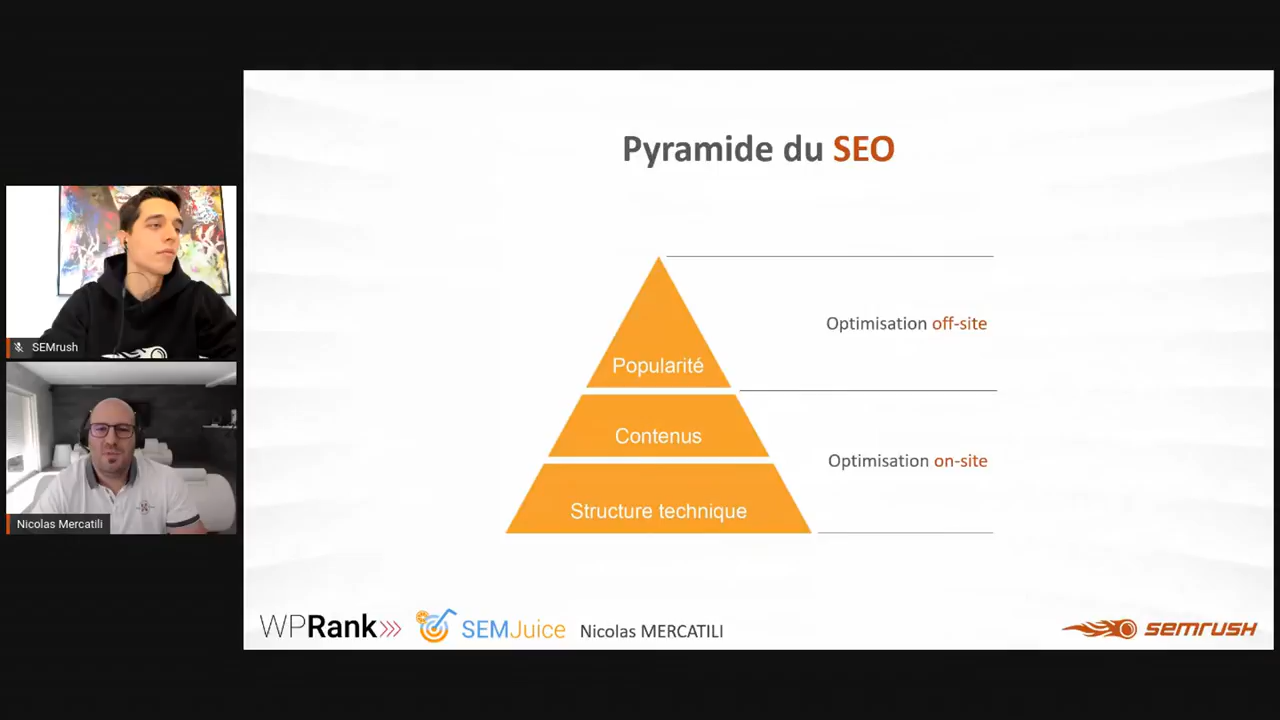 Pyramide du SEO
Popularité
Optimisation off-site
Contenus
Optimisation on-site
Structure technique
SEMrush
Nicolas Mercatili
WPRank
SEMJuice
Nicolas MERCATILI
semrush